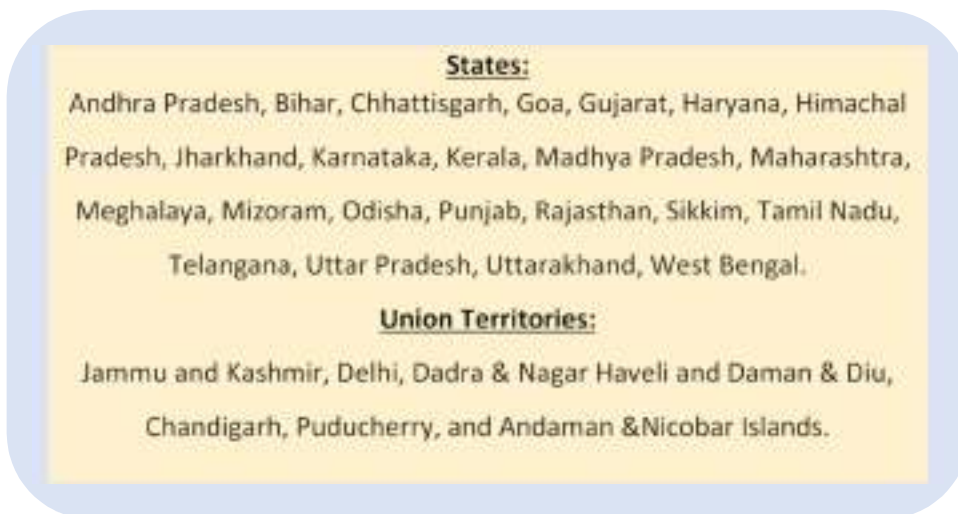 States:
Andhra Pradesh, Bihar, Chhattisgarh, Goa, Gujarat, Haryana, Himachal
Pradesh, Jharkhand, Karnataka, Kerala, Madhya Pradesh, Maharashtra,
Meghalaya, Mizoram, Odisha, Punjab, Rajasthan, Sikkim, Tamil Nadu,
Telangana, Uttar Pradesh, Uttarakhand, West Bengal.
Union Territories:
Jammu and Kashmir, Delhi, Dadra & Nagar Haveli and Daman & Diu,
Chandigarh, Puducherry, and Andaman &Nicobar Islands.